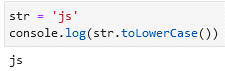 str = 'js'
console.log(str.toLowerCase())
js